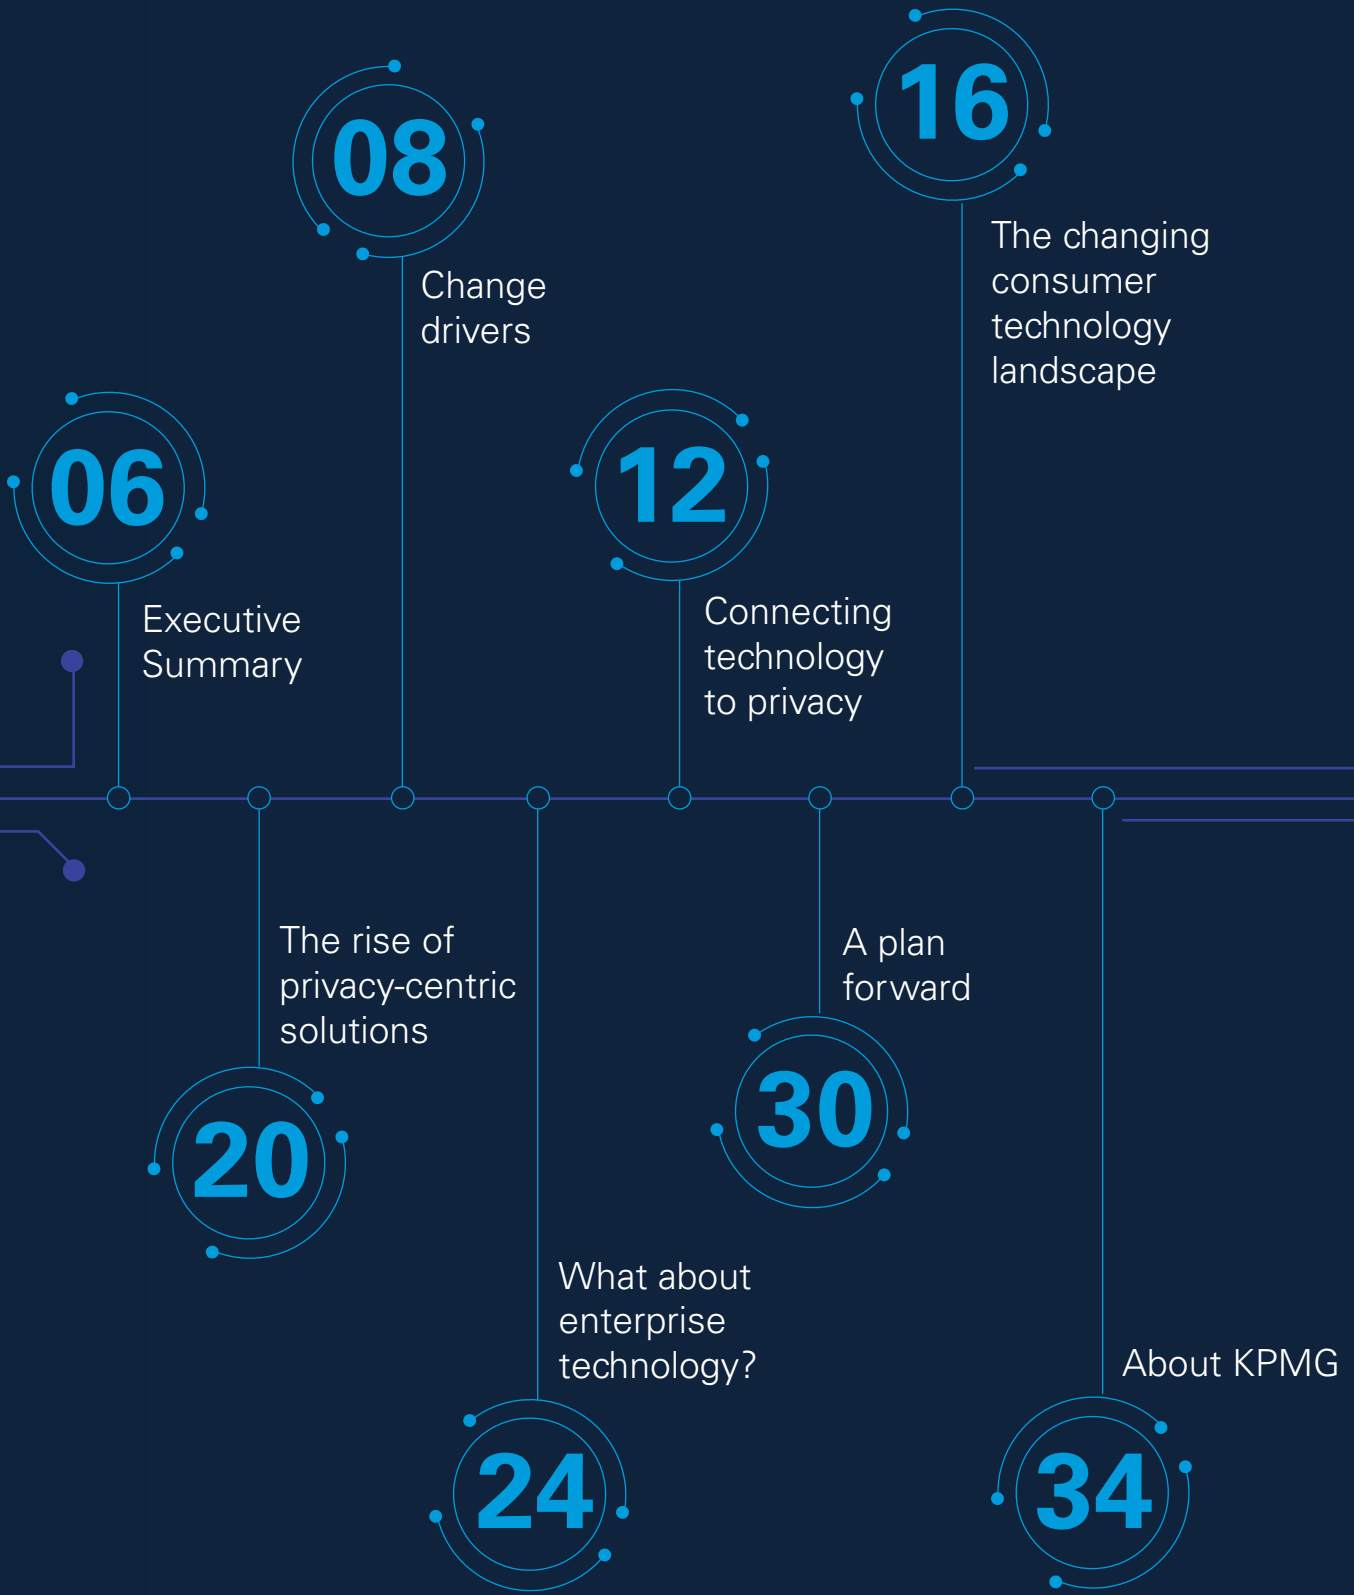 06
Executive
Summary
08
Change
drivers
12
Connecting
technology
to privacy
16
The changing
consumer
technology
landscape
The rise of
privacy-centric
solutions
20
What about
enterprise
technology?
24
A plan
forward
30
About KPMG
34